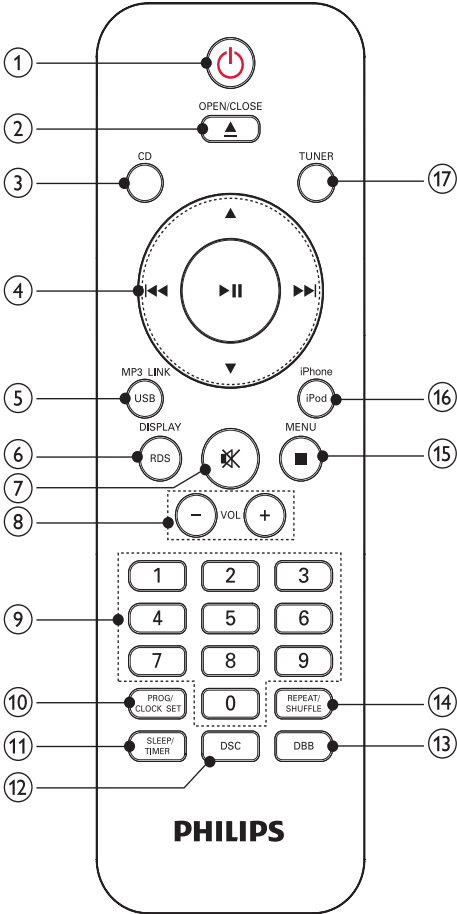 1
OPEN/CLOSE
2
CD
TUNER
3
17
4
MP3 LINK
iPhone
5
USB
iPod
16
DISPLAY
MENU
6
RDS
15
7
8
− VOL +
1 2 3
9
4 5 6
7 8 9
10
PROG/
CLOCK SET
0
REPEAT/
SHUFFLE
14
11
SLEEP/
TIMER
DSC
DBB
13
12
PHILIPS